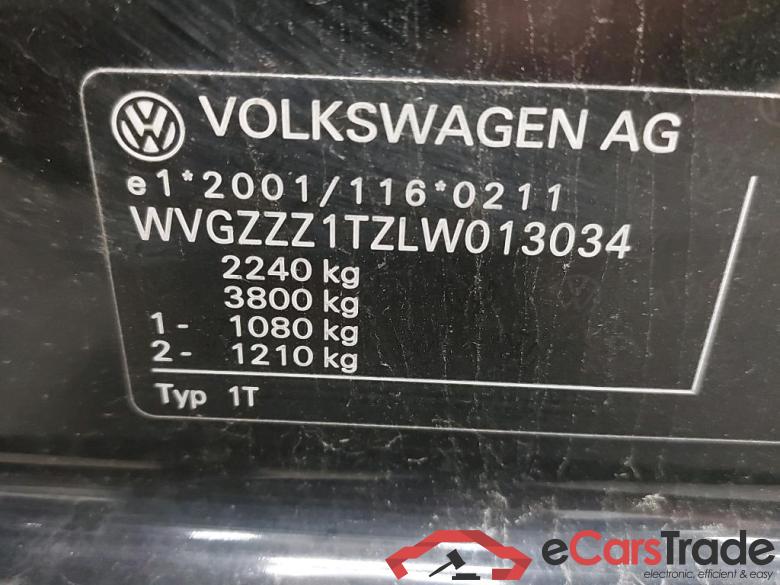 VOLKSWAGEN AG
e1*2001/116*0211
WVGZZZ1TZLW013034
2240 kg
3800 kg
1- 1080 kg
2- 1210 kg
Typ 1T
eCarsTrade
electronic, efficient & easy